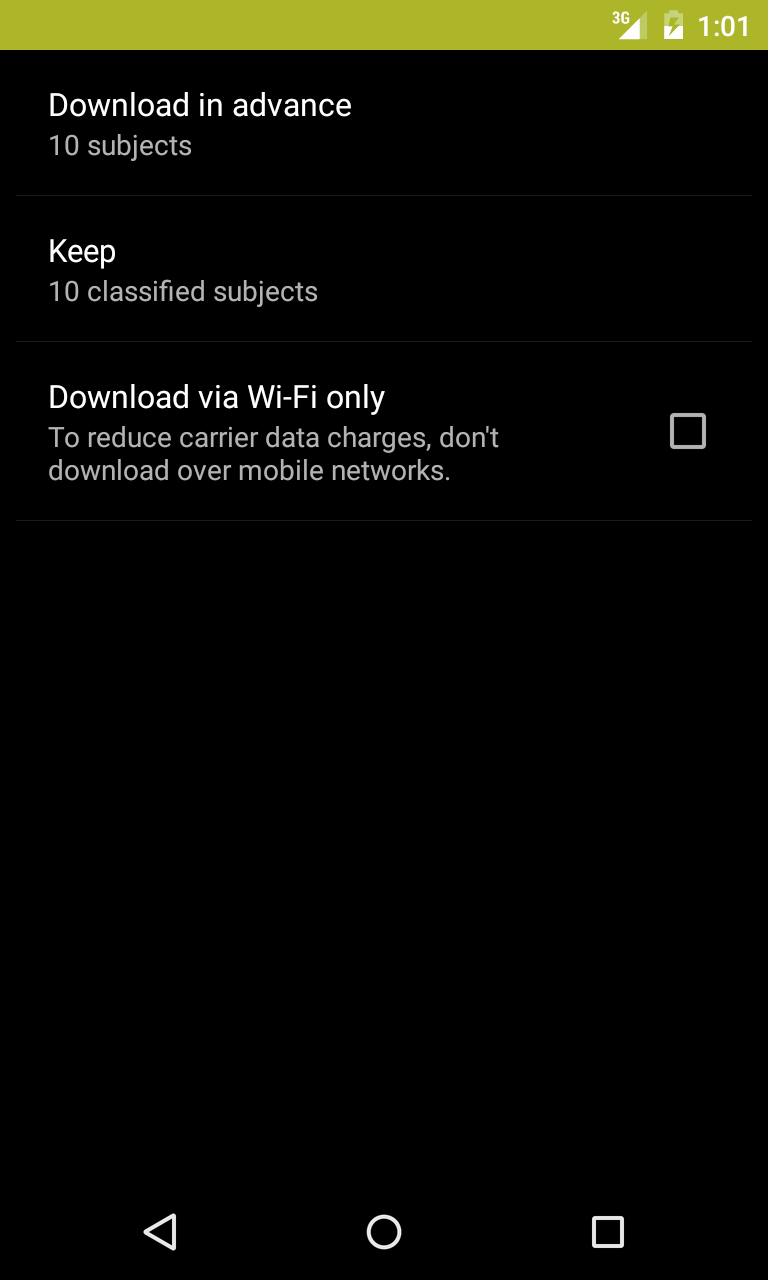 3G 1:01
Download in advance
10 subjects
Keep
10 classified subjects
Download via Wi-Fi only
To reduce carrier data charges, don't
download over mobile networks.